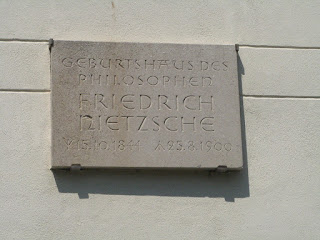 GEBURTSHAUS DES
PHILOSOPHEN
FRIEDRICH
NIETZSCHE
15.10.1844 25.8.1900